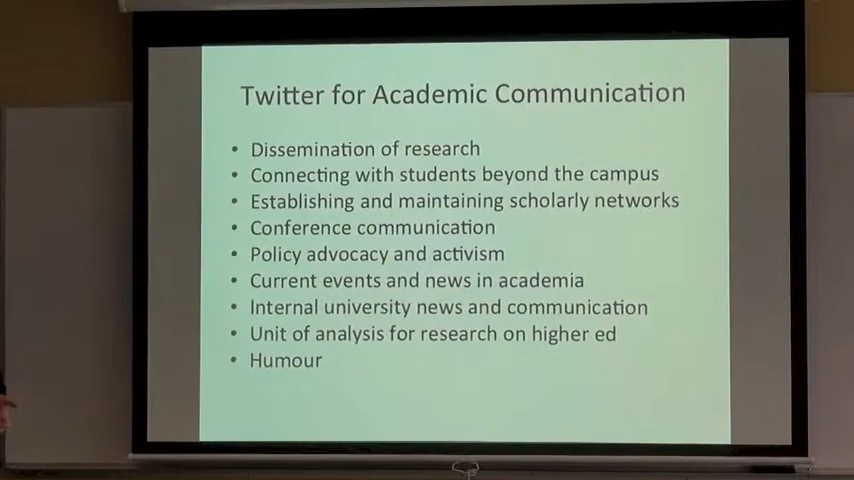 Twitter for Academic Communication
• Dissemination of research
• Connecting with students beyond the campus
• Establishing and maintaining scholarly networks
• Conference communication
• Policy advocacy and activism
• Current events and news in academia
• Internal university news and communication
• Unit of analysis for research on higher ed
• Humour